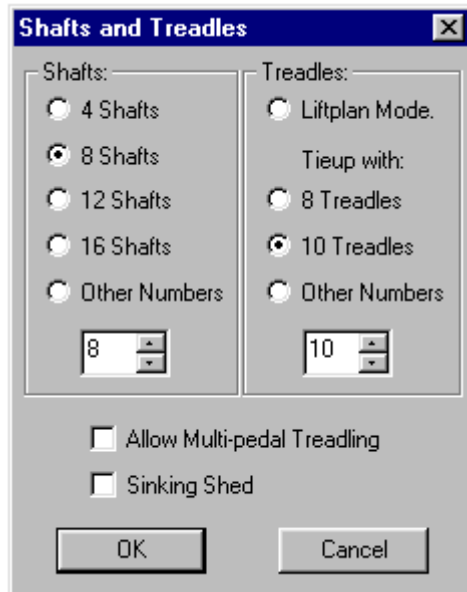 Shafts and Treadles
Shafts:
4 Shafts
8 Shafts
12 Shafts
16 Shafts
Other Numbers
8
Treadles:
Liftplan Mode.
Tieup with:
8 Treadles
10 Treadles
Other Numbers
10
Allow Multi-pedal Treadling
Sinking Shed
OK
Cancel